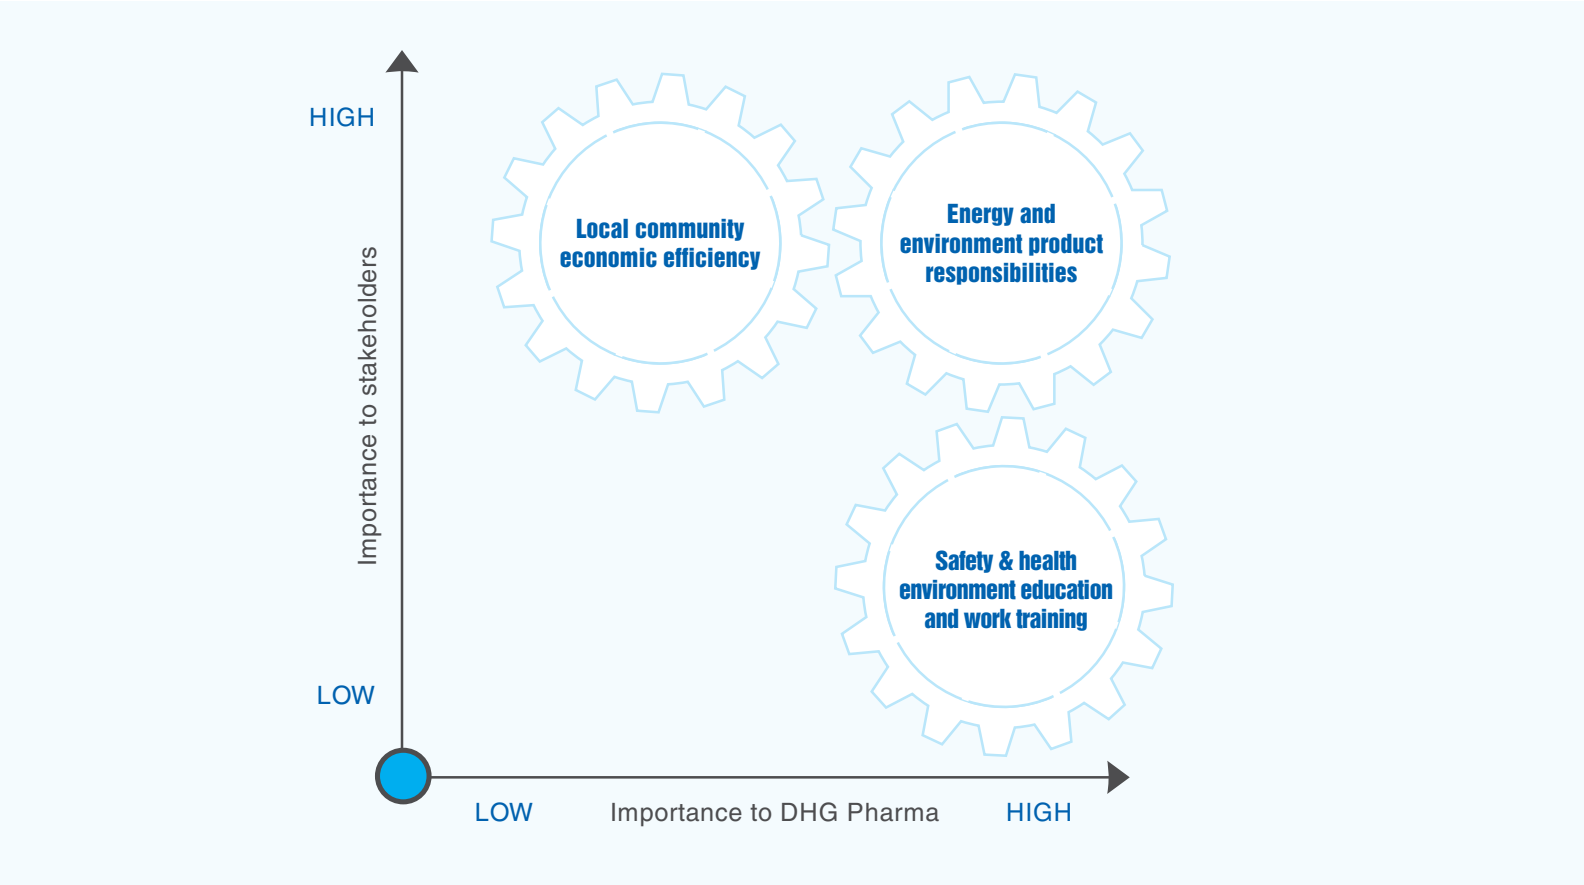 HIGH
Importance to stakeholders
LOW
Local community
economic efficiency
Energy and
environment product
responsibilities
Safety & health
environment education
and work training
LOW
Importance to DHG Pharma
HIGH